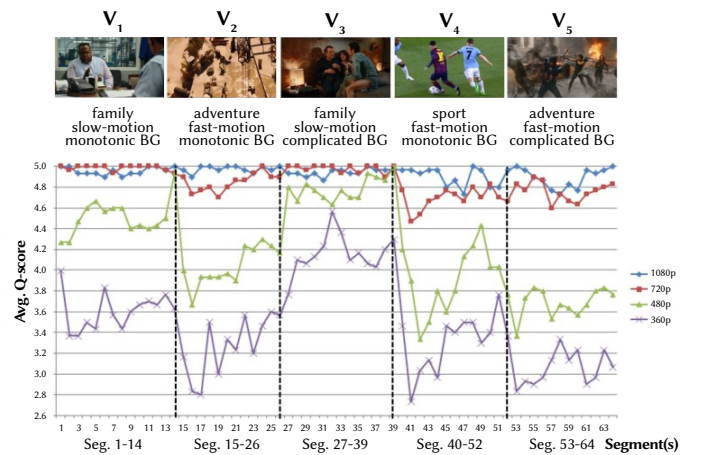 V1 V2 V3 V4 V5
family adventure family sport adventure
slow-motion fast-motion slow-motion fast-motion fast-motion
monotonic BG monotonic BG complicated BG monotonic BG complicated BG
5.0
4.8
4.6
4.4
4.2
4.0
3.8
3.6
3.4
3.2
3.0
2.8
2.6
Avg. Q-score
1080p
720p
480p
360p
1 3 5 7 9 11 13 15 17 19 21 23 25 27 29 31 33 35 37 39 41 43 45 47 49 51 53 55 57 59 61 63
Seg. 1-14 Seg. 15-26 Seg. 27-39 Seg. 40-52 Seg. 53-64 Segment(s)